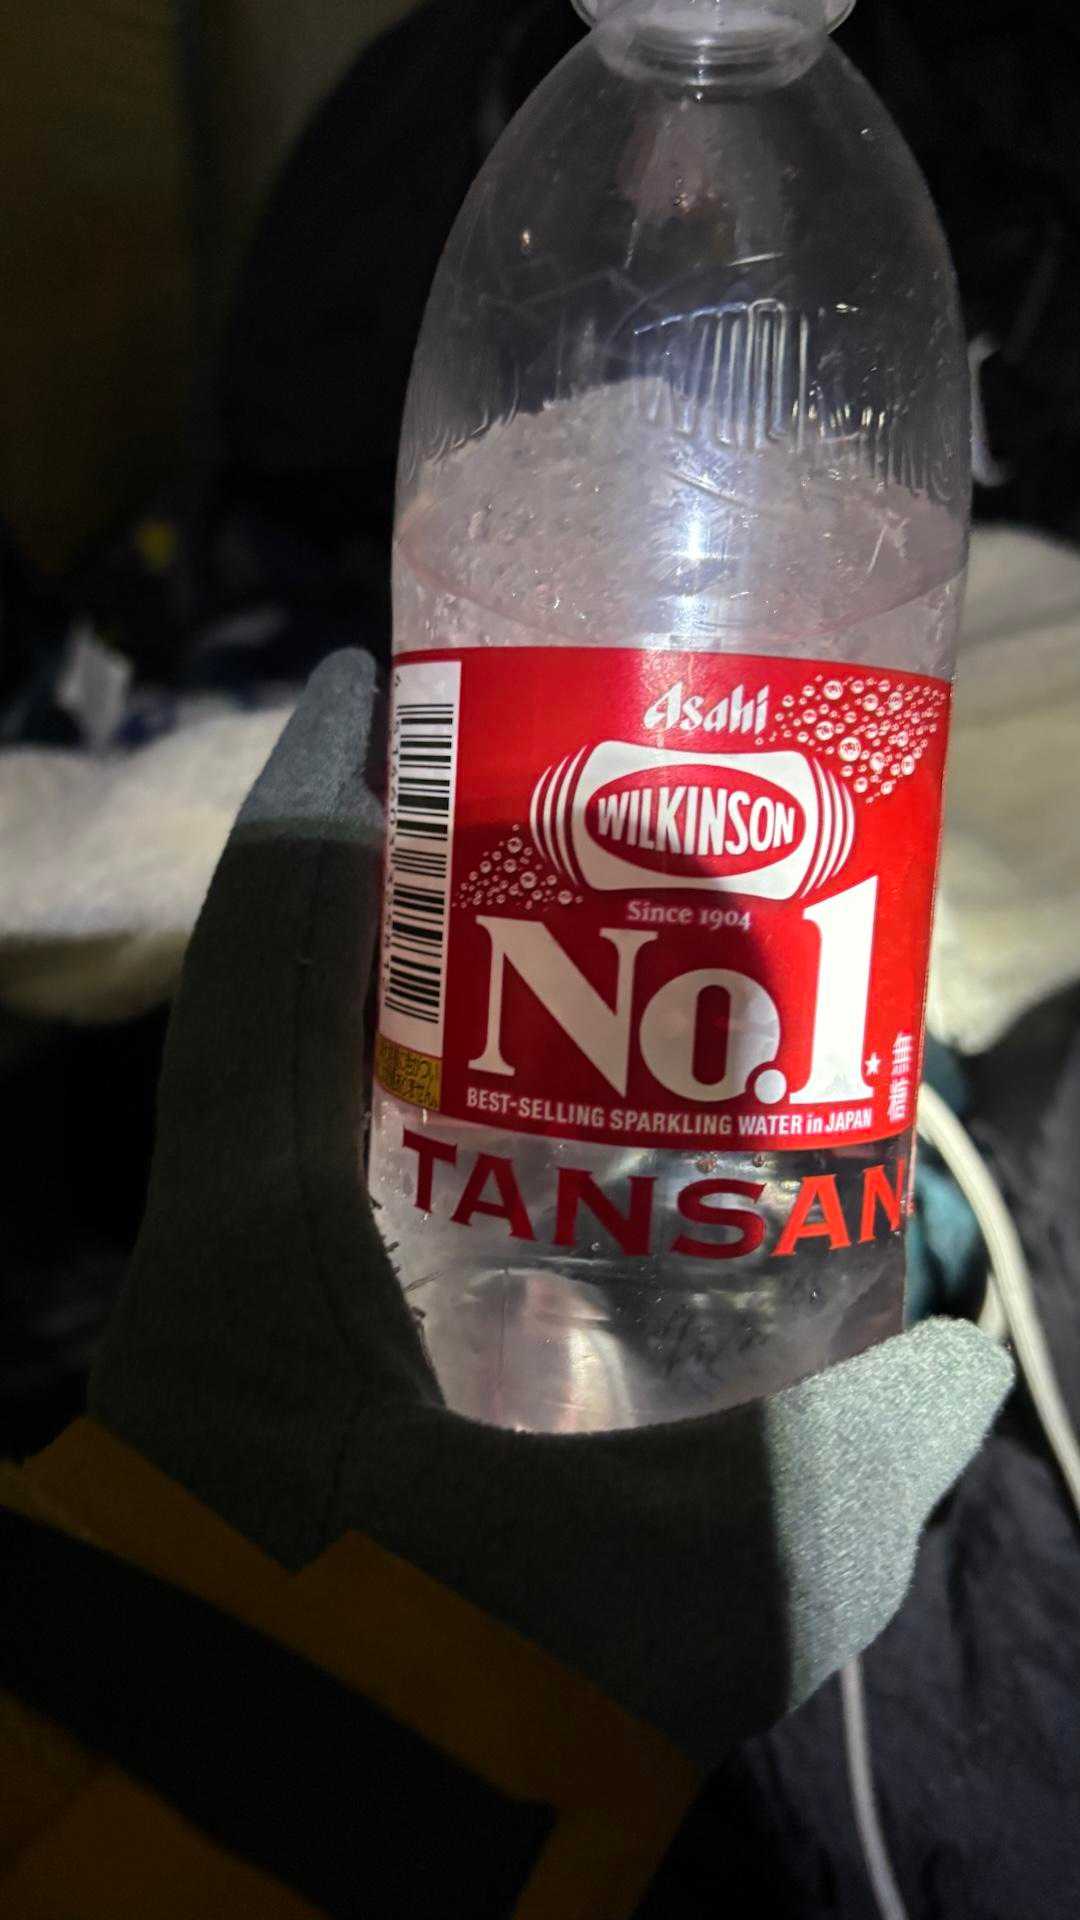 Asahi
WILKINSON
Since 1904
No.1
BEST-SELLING SPARKLING WATER in JAPAN
TANSAN